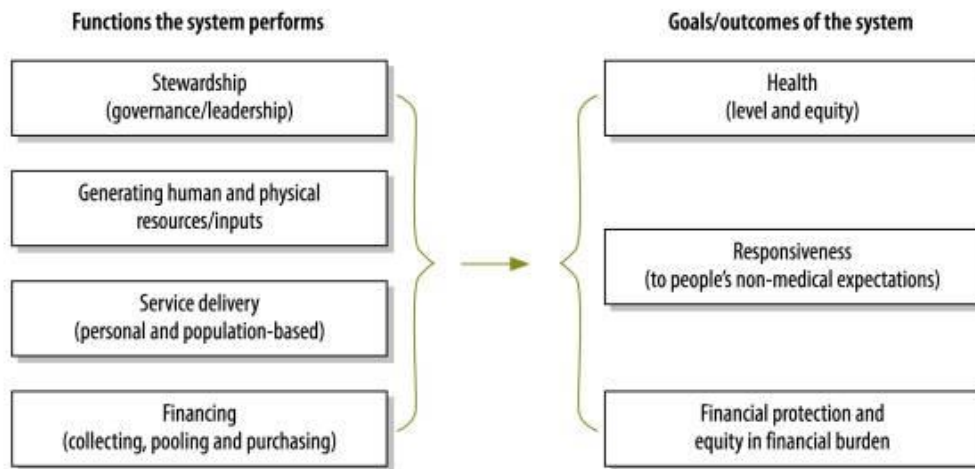 Functions the system performs
Stewardship
(governance/leadership)
Generating human and physical
resources/inputs
Service delivery
(personal and population-based)
Financing
(collecting, pooling and purchasing)
Goals/outcomes of the system
Health
(level and equity)
Responsiveness
(to people's non-medical expectations)
Financial protection and
equity in financial burden